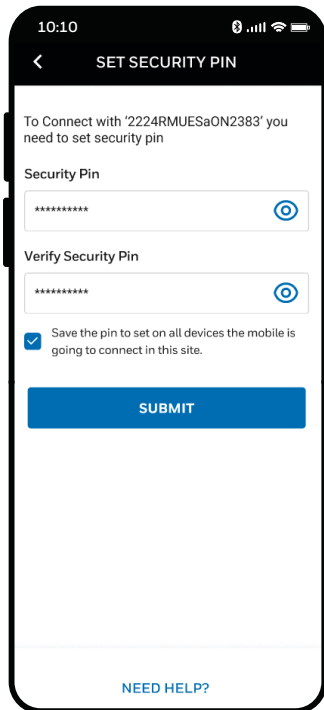 10:10
SET SECURITY PIN
To Connect with '2224RMUESaON2383' you
need to set security pin
Security Pin
**********
Verify Security Pin
**********
Save the pin to set on all devices the mobile is
going to connect in this site.
SUBMIT
NEED HELP?